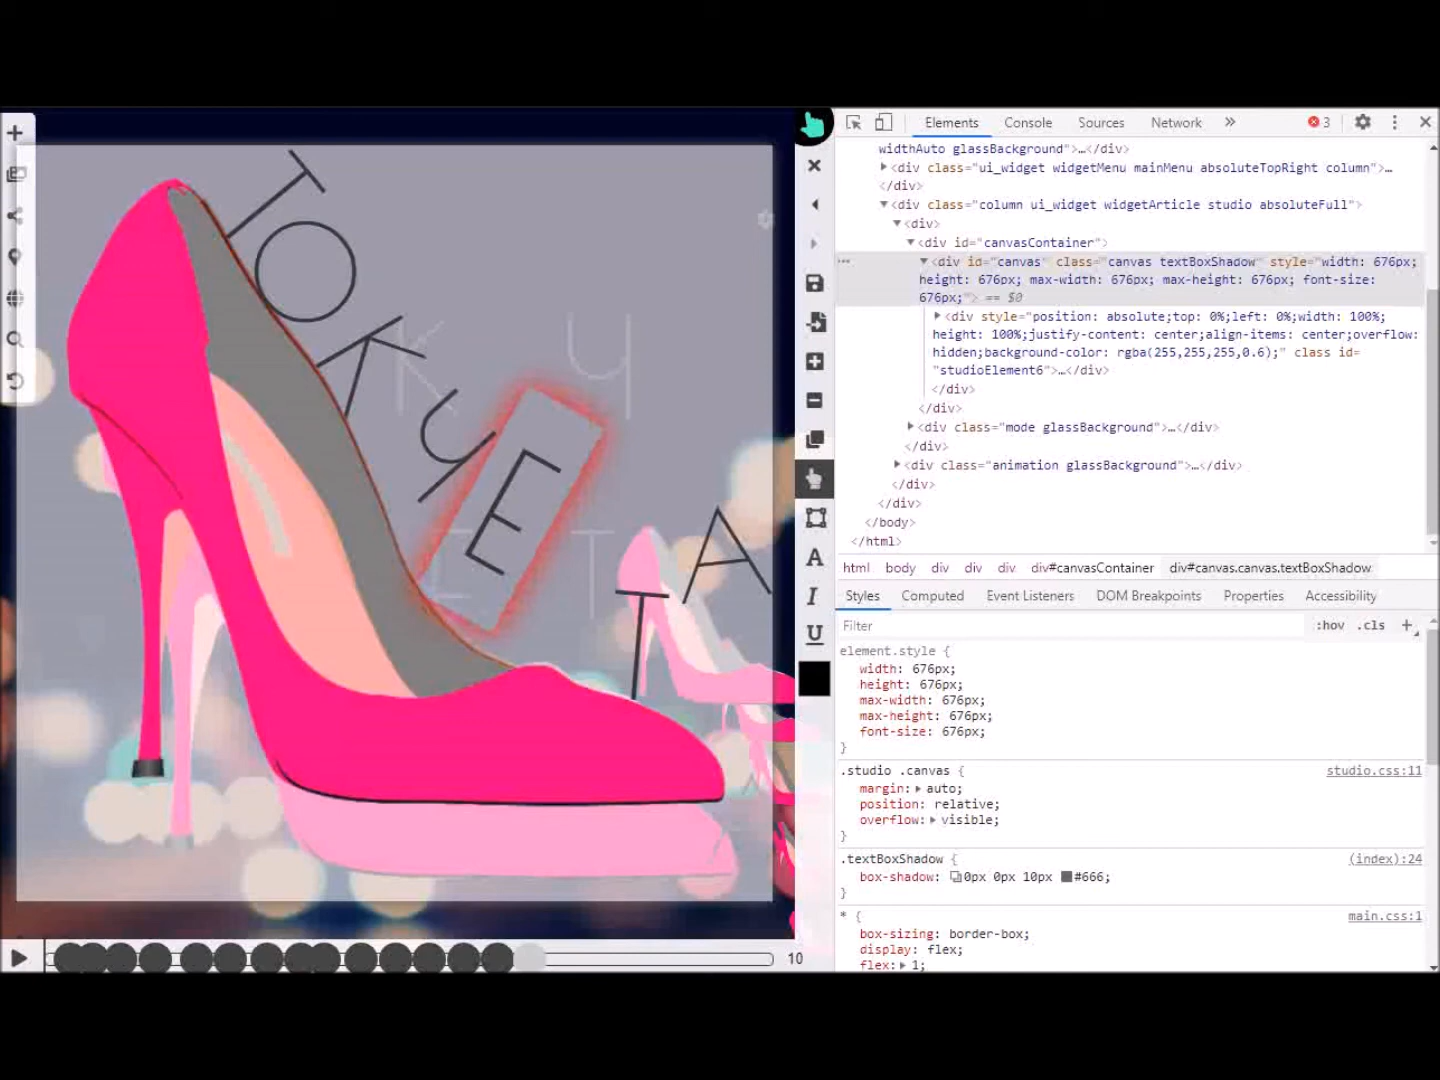 T
O
K
K Y
Y
E
E T
A
T
10
Elements Console Sources Network » 3
widthAuto glassBackground">…</div>
<div class="ui_widget widgetMenu mainMenu absoluteTopRight column">…
</div>
<div class="column ui_widget widgetArticle studio absoluteFull">
<div>
<div id="canvasContainer">
<div id="canvas" class="canvas textBoxShadow" style="width: 676px;
height: 676px; max-width: 676px; max-height: 676px; font-size:
676px;"> == $0
<div style="position: absolute;top: 0%;left: 0%;width: 100%;
height: 100%;justify-content: center;align-items: center;overflow:
hidden;background-color: rgba(255,255,255,0.6);" class id=
"studioElement6">…</div>
</div>
</div>
<div class="mode glassBackground">…</div>
</div>
<div class="animation glassBackground">…</div>
</div>
</div>
</body>
</html>
html body div div div div#canvasContainer div#canvas.canvas.textBoxShadow
Styles Computed Event Listeners DOM Breakpoints Properties Accessibility
Filter :hov .cls +
element.style {
width: 676px;
height: 676px;
max-width: 676px;
max-height: 676px;
font-size: 676px;
}
.studio .canvas { studio.css:11
margin: auto;
position: relative;
overflow: visible;
}
.textBoxShadow { (index):24
box-shadow: 0px 0px 10px #666;
}
* { main.css:1
box-sizing: border-box;
display: flex;
flex: 1;
A
I
U